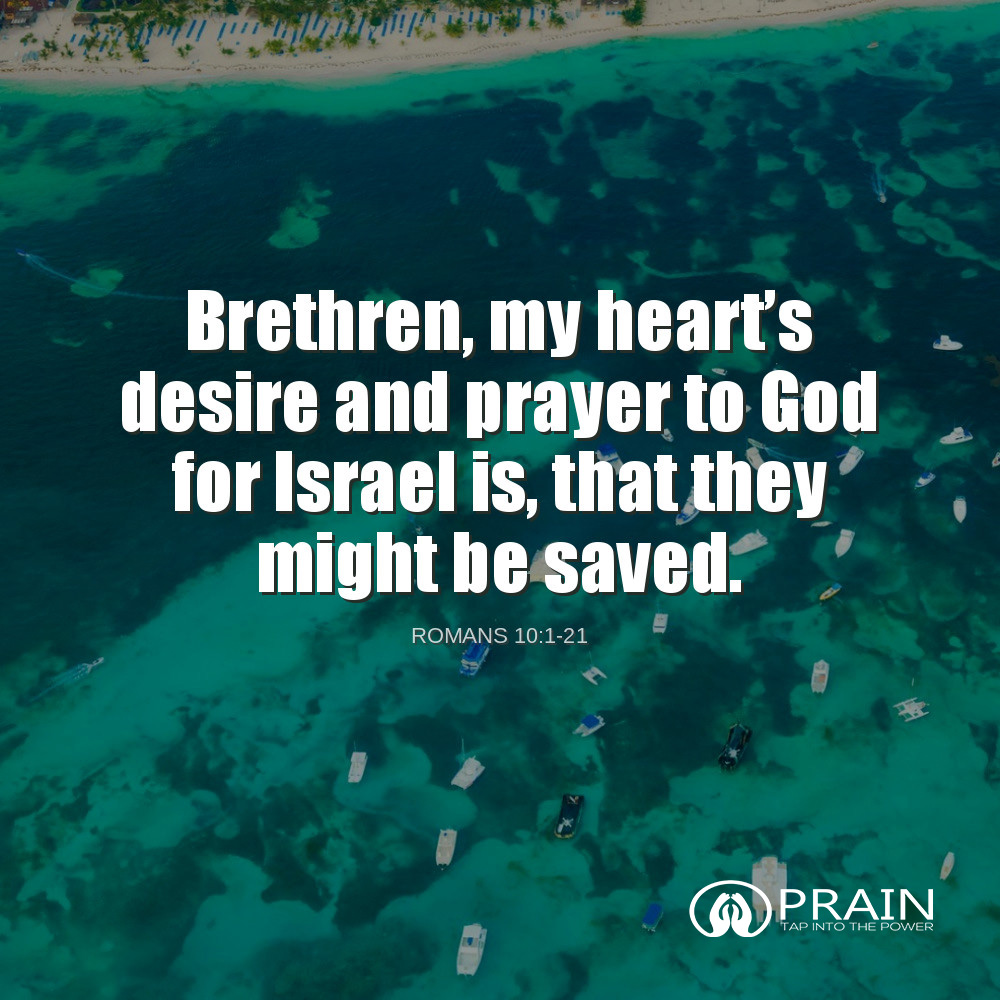 Brethren, my heart’s
desire and prayer to God
for Israel is, that they
might be saved.
ROMANS 10:1-21
PRAIN
TAP INTO THE POWER